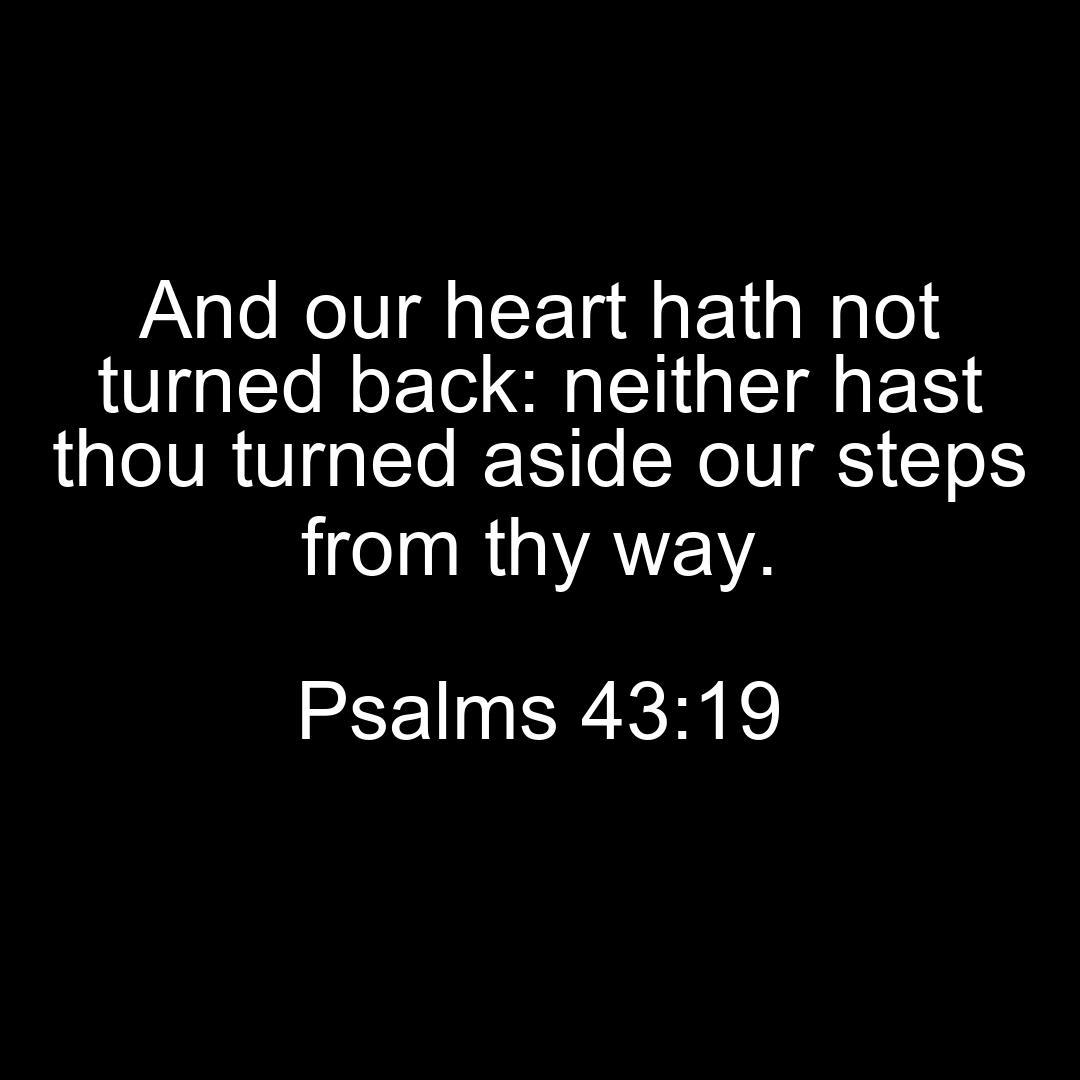 And our heart hath not
turned back: neither hast
thou turned aside our steps
from thy way.
Psalms 43:19